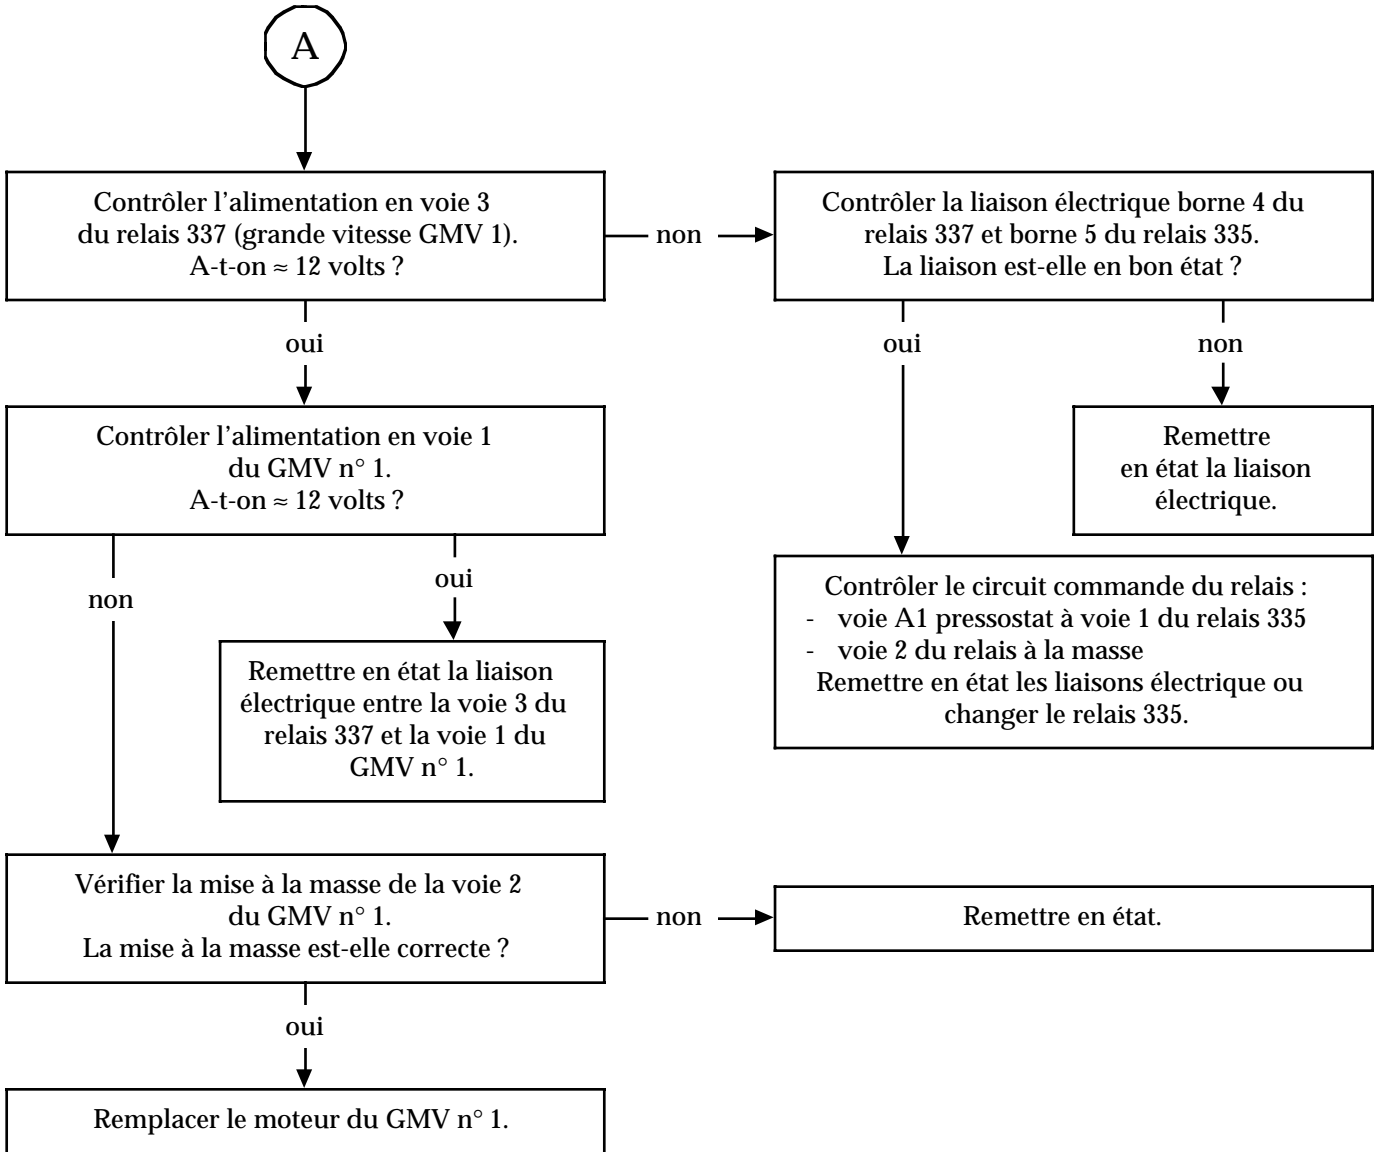 A
Contrôler l'alimentation en voie 3
du relais 337 (grande vitesse GMV 1).
A-t-on ≈ 12 volts ?
non
Contrôler la liaison électrique borne 4 du
relais 337 et borne 5 du relais 335.
La liaison est-elle en bon état ?
oui
oui
non
Contrôler l'alimentation en voie 1
du GMV n° 1.
A-t-on ≈ 12 volts ?
Remettre
en état la liaison
électrique.
non
oui
Contrôler le circuit commande du relais :
- voie A1 pressostat à voie 1 du relais 335
- voie 2 du relais à la masse
Remettre en état les liaisons électrique ou
changer le relais 335.
Remettre en état la liaison
électrique entre la voie 3 du
relais 337 et la voie 1 du
GMV n° 1.
Vérifier la mise à la masse de la voie 2
du GMV n° 1.
La mise à la masse est-elle correcte ?
non
Remettre en état.
oui
Remplacer le moteur du GMV n° 1.